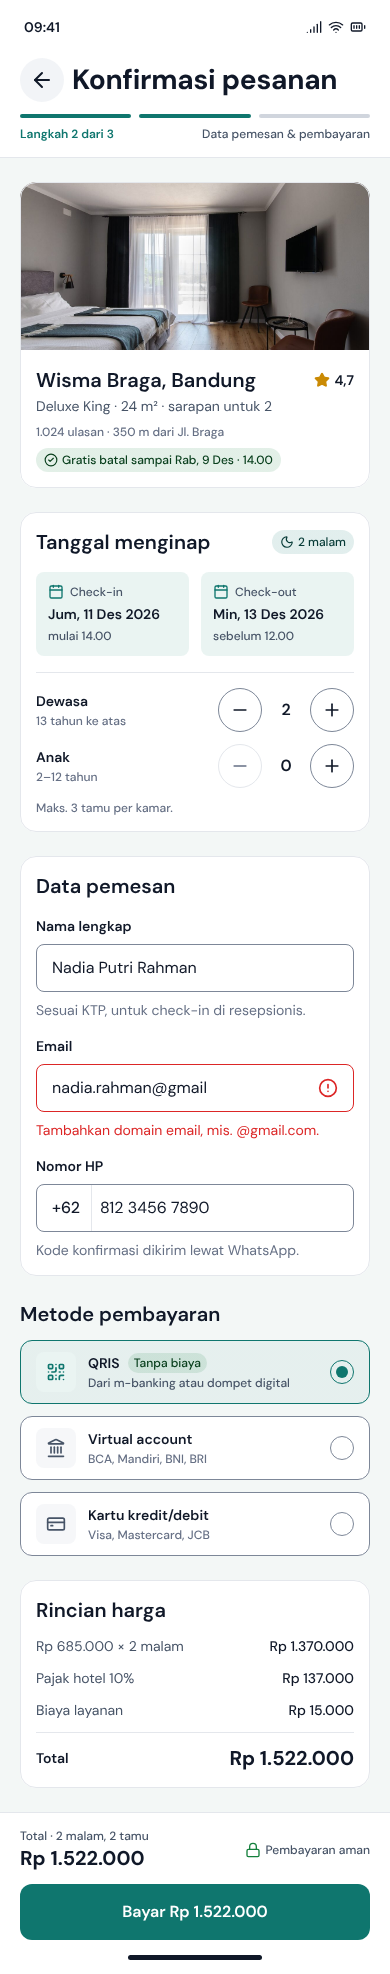 09:41
Konfirmasi pesanan
Langkah 2 dari 3
Data pemesan & pembayaran
Wisma Braga, Bandung
4,7
Deluxe King · 24 m² · sarapan untuk 2
1.024 ulasan · 350 m dari Jl. Braga
Gratis batal sampai Rab, 9 Des · 14.00
Tanggal menginap
2 malam
Check-in
Jum, 11 Des 2026
mulai 14.00
Check-out
Min, 13 Des 2026
sebelum 12.00
Dewasa
13 tahun ke atas
2
Anak
2–12 tahun
0
Maks. 3 tamu per kamar.
Data pemesan
Nama lengkap
Nadia Putri Rahman
Sesuai KTP, untuk check-in di resepsionis.
Email
nadia.rahman@gmail
Tambahkan domain email, mis. @gmail.com.
Nomor HP
+62 812 3456 7890
Kode konfirmasi dikirim lewat WhatsApp.
Metode pembayaran
QRIS Tanpa biaya
Dari m-banking atau dompet digital
Virtual account
BCA, Mandiri, BNI, BRI
Kartu kredit/debit
Visa, Mastercard, JCB
Rincian harga
Rp 685.000 × 2 malam Rp 1.370.000
Pajak hotel 10% Rp 137.000
Biaya layanan Rp 15.000
Total Rp 1.522.000
Total · 2 malam, 2 tamu
Rp 1.522.000
Pembayaran aman
Bayar Rp 1.522.000